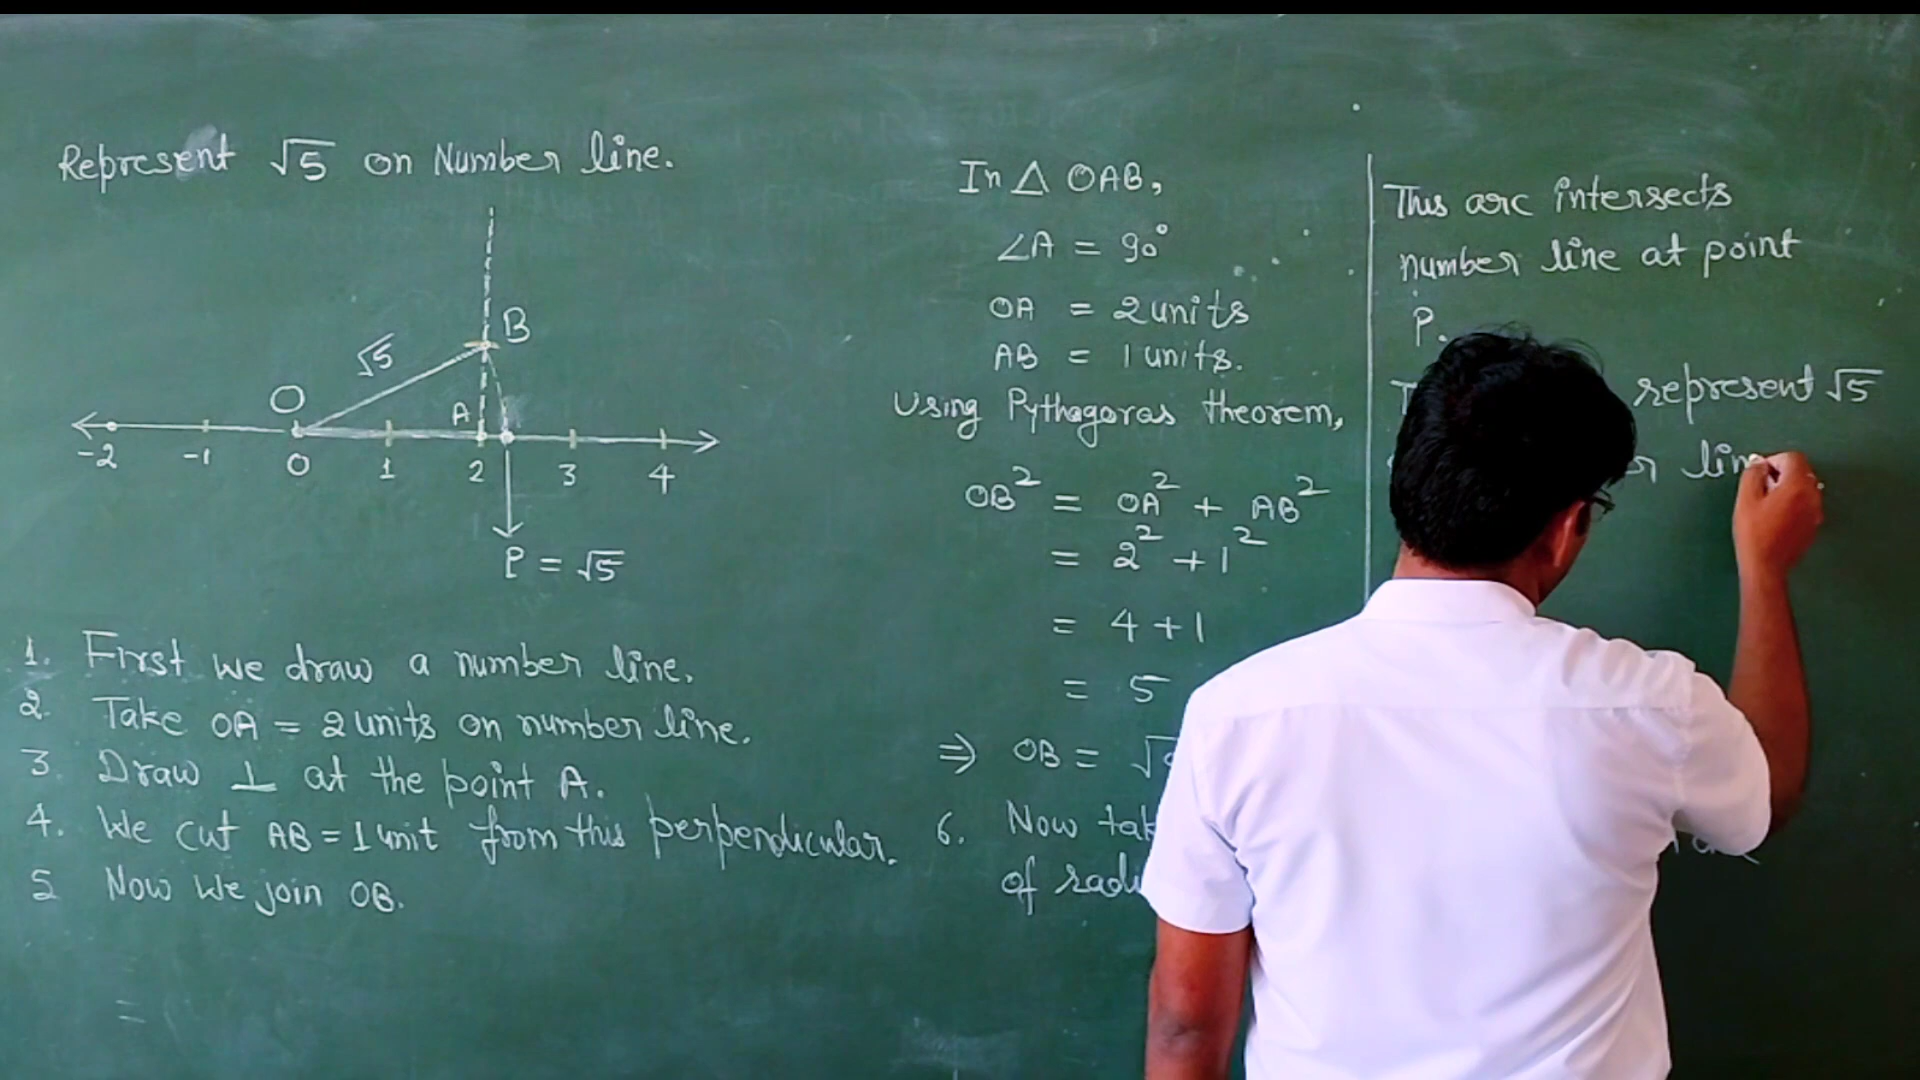 Represent √5 on Number line.
B
√5
O
A
-2 -1 0 1 2 3 4
P = √5
1. First we draw a number line.
2. Take OA = 2 units on number line.
3. Draw ⊥ at the point A.
4. We cut AB = 1 unit from this perpendicular.
5 Now We join OB.
=
In △ OAB,
∠A = 90°
OA = 2 units
AB = 1 units.
Using Pythagoras theorem,
OB² = OA² + AB²
= 2² + 1²
= 4 + 1
= 5
⇒ OB = √
6. Now
of
This arc intersects
number line at point
P.
represent √5